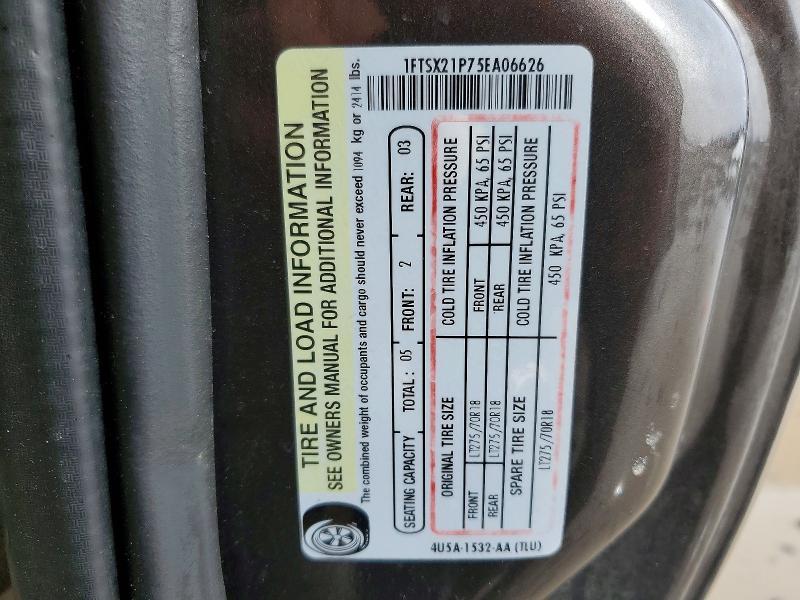 1FTSX21P75EA06626
TIRE AND LOAD INFORMATION
SEE OWNERS MANUAL FOR ADDITIONAL INFORMATION
The combined weight of occupants and cargo should never exceed 1094 kg or 2414 lbs.
SEATING CAPACITY TOTAL: 05 FRONT: 2 REAR: 03
ORIGINAL TIRE SIZE COLD TIRE INFLATION PRESSURE
FRONT LT275/70R18 FRONT 450 KPA, 65 PSI
REAR LT275/70R18 REAR 450 KPA, 65 PSI
SPARE TIRE SIZE COLD TIRE INFLATION PRESSURE
LT275/70R18 450 KPA, 65 PSI
4U5A-1532-AA (TLU)